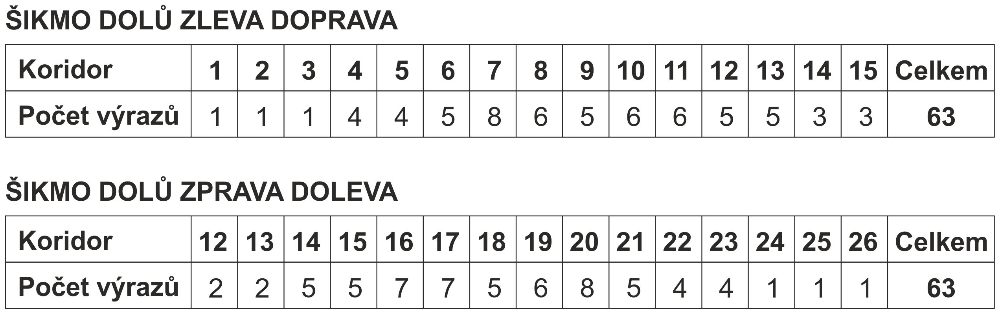 ŠIKMO DOLŮ ZLEVA DOPRAVA
Koridor 1 2 3 4 5 6 7 8 9 10 11 12 13 14 15 Celkem
Počet výrazů 1 1 1 4 4 5 8 6 5 6 6 5 5 3 3 63
ŠIKMO DOLŮ ZPRAVA DOLEVA
Koridor 12 13 14 15 16 17 18 19 20 21 22 23 24 25 26 Celkem
Počet výrazů 2 2 5 5 7 7 5 6 8 5 4 4 1 1 1 63